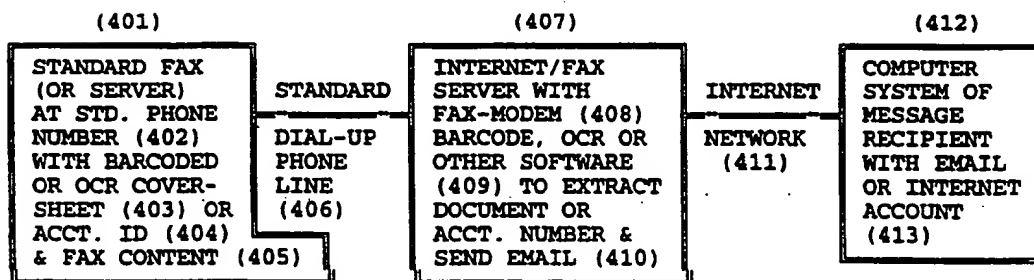 (401)
STANDARD FAX
(OR SERVER)
AT STD. PHONE
NUMBER (402)
WITH BARCODED
OR OCR COVER-
SHEET (403) OR
ACCT. ID (404)
& FAX CONTENT (405)
STANDARD
DIAL-UP
PHONE
LINE
(406)
(407)
INTERNET/FAX
SERVER WITH
FAX-MODEM (408)
BARCODE, OCR OR
OTHER SOFTWARE
(409) TO EXTRACT
DOCUMENT OR
ACCT. NUMBER &
SEND EMAIL (410)
INTERNET
NETWORK
(411)
(412)
COMPUTER
SYSTEM OF
MESSAGE
RECIPIENT
WITH EMAIL
OR INTERNET
ACCOUNT
(413)